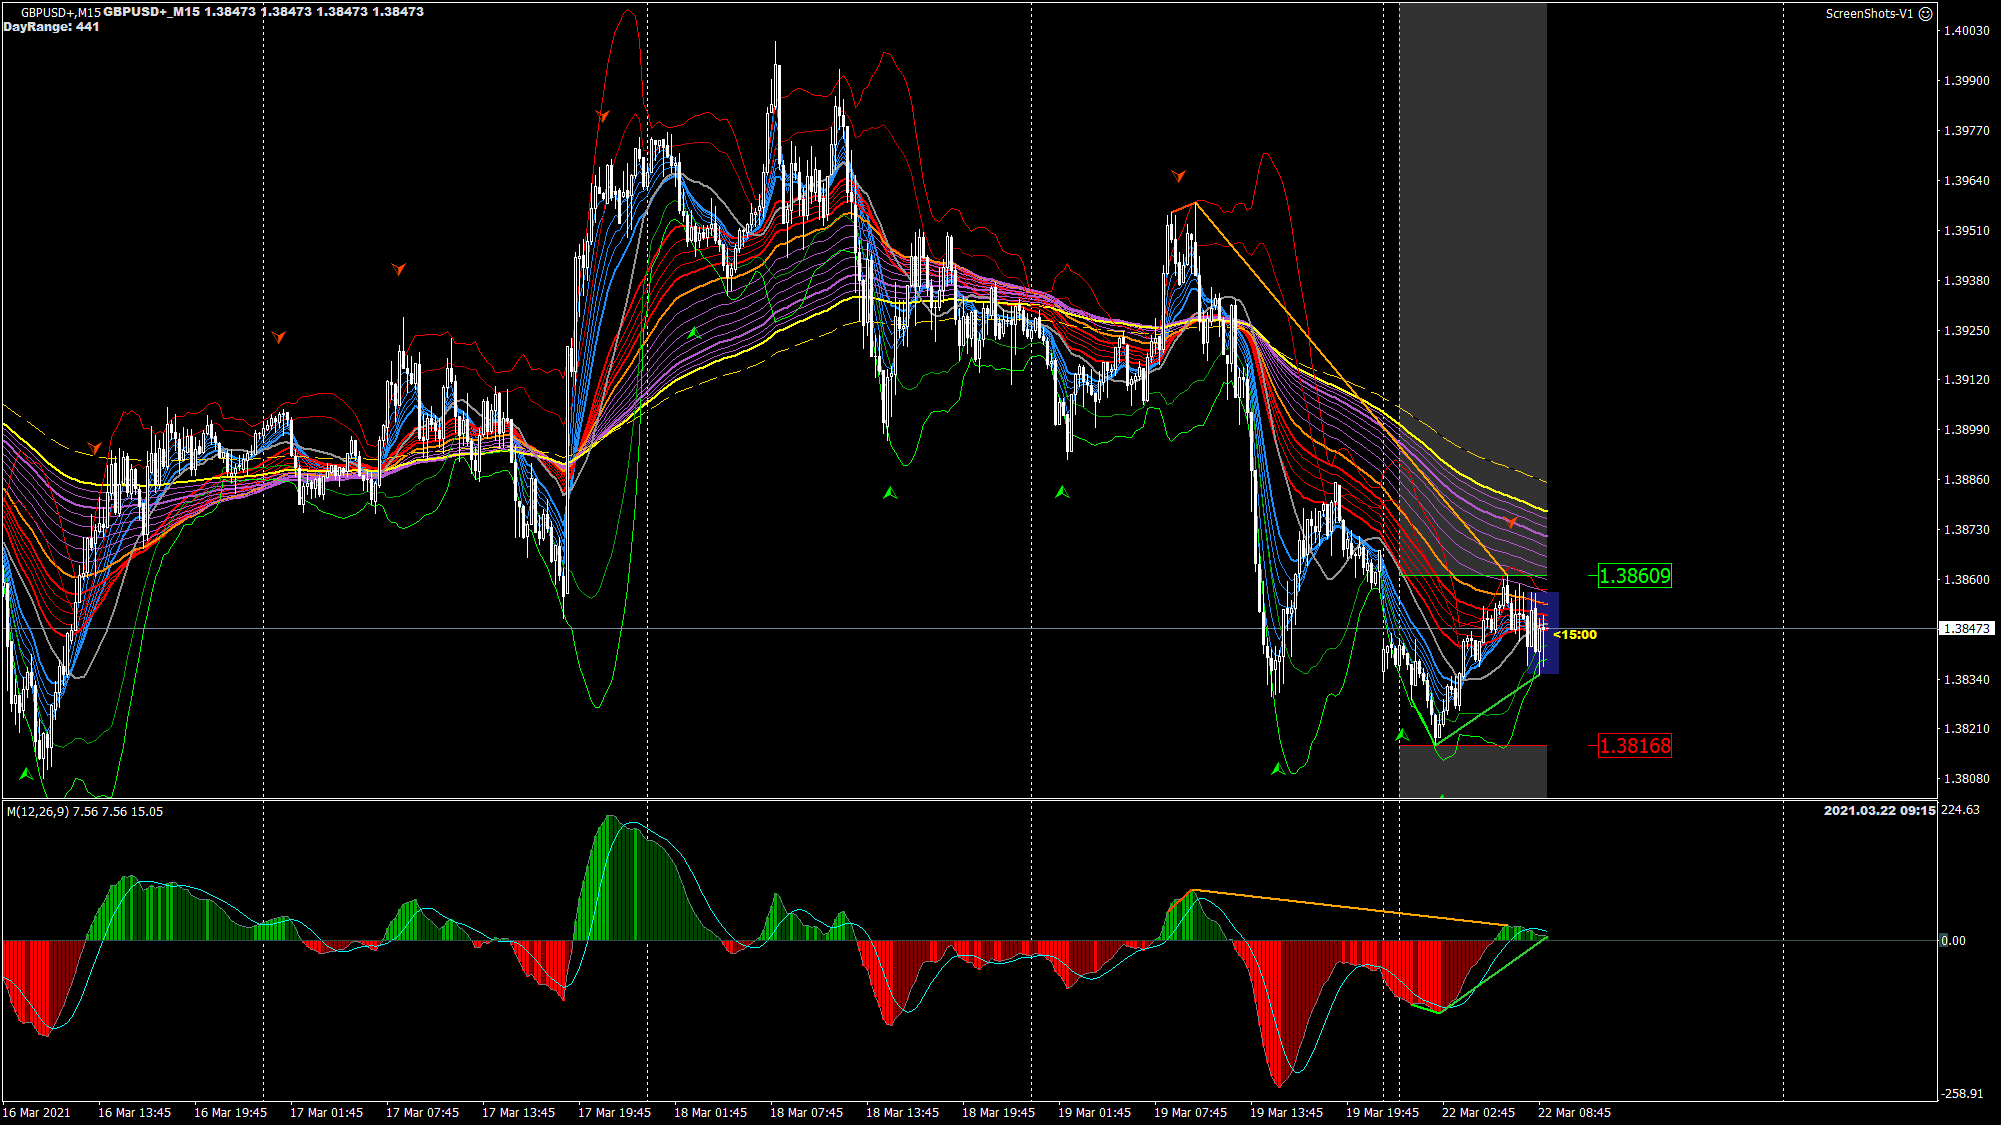 GBPUSD+,M15 GBPUSD+_M15 1.38473 1.38473 1.38473 1.38473
DayRange: 441
ScreenShots-V1
1.40030
1.39900
1.39770
1.39640
1.39510
1.39380
1.39250
1.39120
1.38990
1.38860
1.38730
1.38600
1.38609
1.38473
<15:00
1.38340
1.38210
1.38168
1.38080
M(12,26,9) 7.56 7.56 15.05
2021.03.22 09:15
224.63
0.00
-258.91
16 Mar 2021
16 Mar 13:45
16 Mar 19:45
17 Mar 01:45
17 Mar 07:45
17 Mar 13:45
17 Mar 19:45
18 Mar 01:45
18 Mar 07:45
18 Mar 13:45
18 Mar 19:45
19 Mar 01:45
19 Mar 07:45
19 Mar 13:45
19 Mar 19:45
22 Mar 02:45
22 Mar 08:45